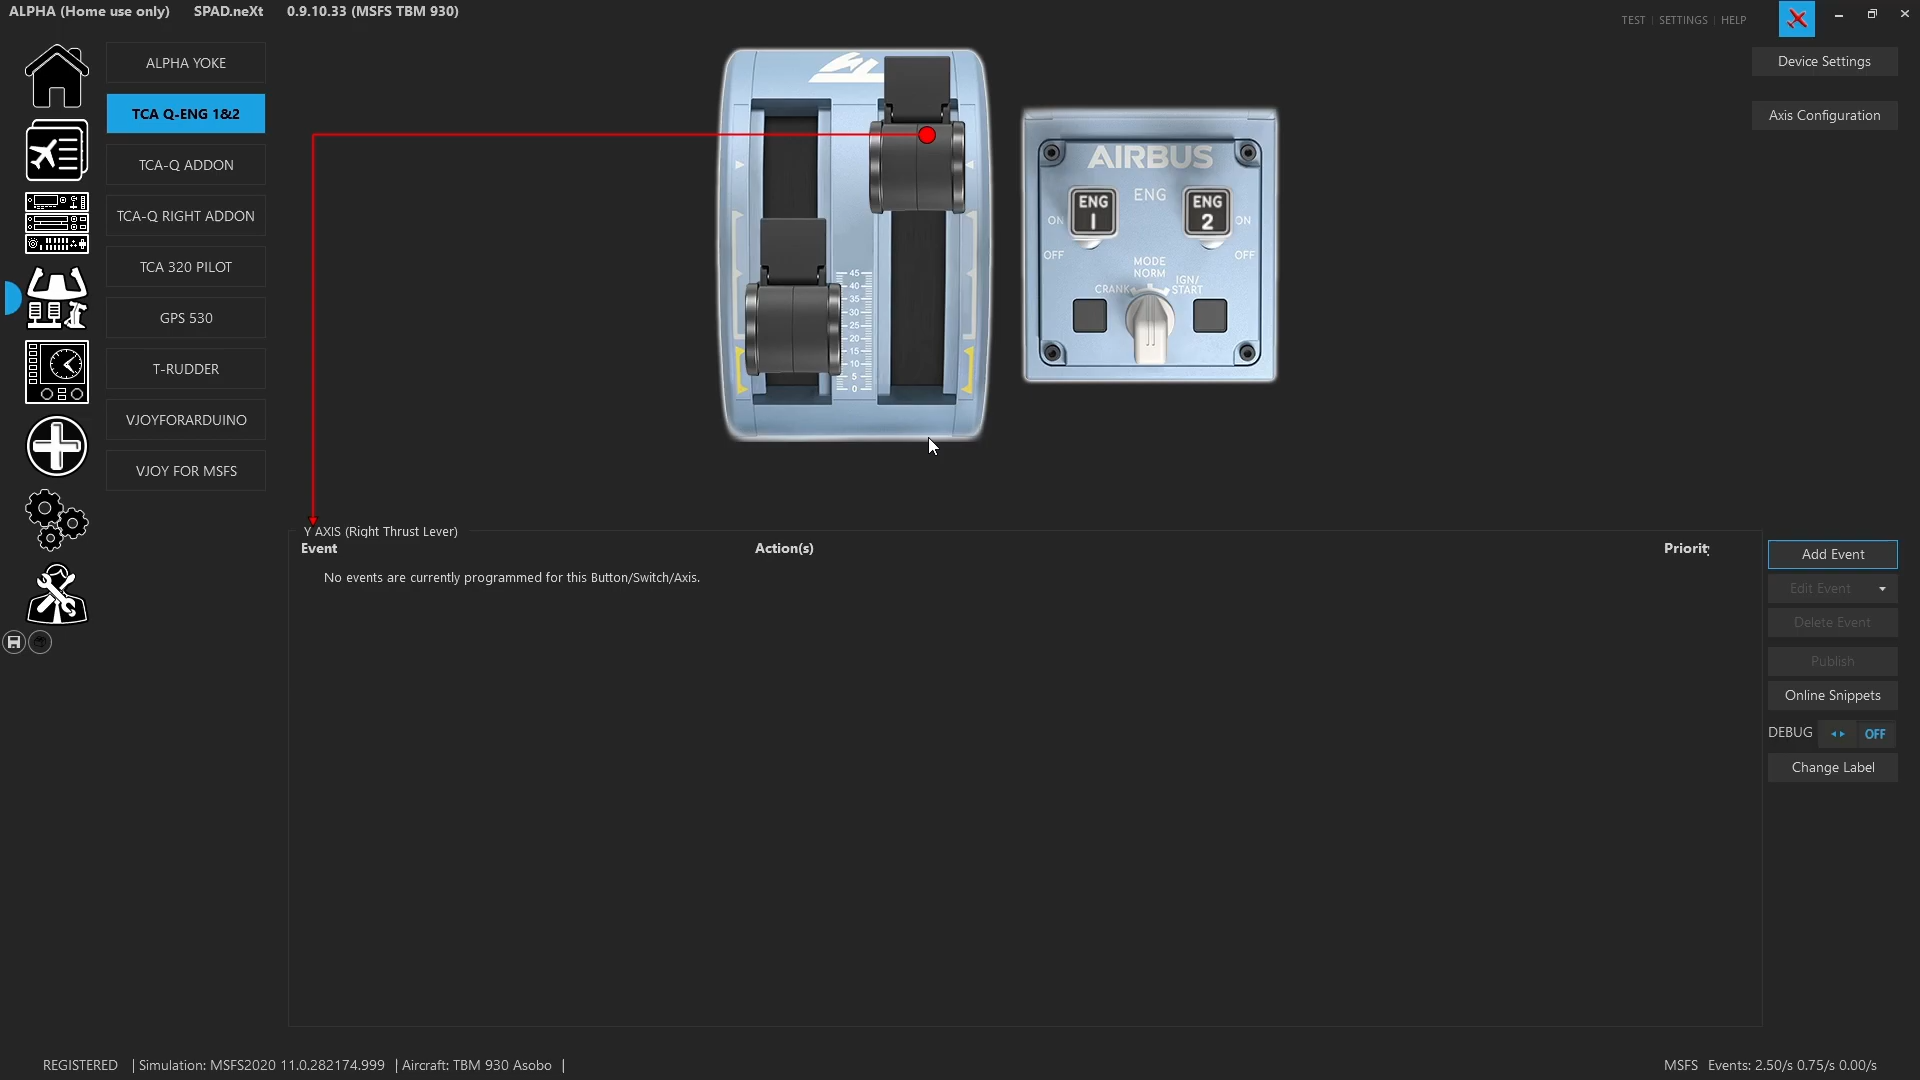 ALPHA (Home use only) SPAD.neXt 0.9.10.33 (MSFS TBM 930)
TEST | SETTINGS | HELP
ALPHA YOKE
TCA Q-ENG 1&2
TCA-Q ADDON
TCA-Q RIGHT ADDON
TCA 320 PILOT
GPS 530
T-RUDDER
VJOYFORARDUINO
VJOY FOR MSFS
Device Settings
Axis Configuration
45
40
35
30
25
20
15
10
5
0
AIRBUS
ENG 1
ENG
ENG 2
ON
ON
OFF
OFF
MODE
NORM
CRANK
IGN/
START
Y AXIS (Right Thrust Lever)
Event Action(s) Priority
No events are currently programmed for this Button/Switch/Axis.
Add Event
Edit Event
Delete Event
Publish
Online Snippets
DEBUG OFF
Change Label
REGISTERED | Simulation: MSFS2020 11.0.282174.999 | Aircraft: TBM 930 Asobo |
MSFS Events: 2.50/s 0.75/s 0.00/s